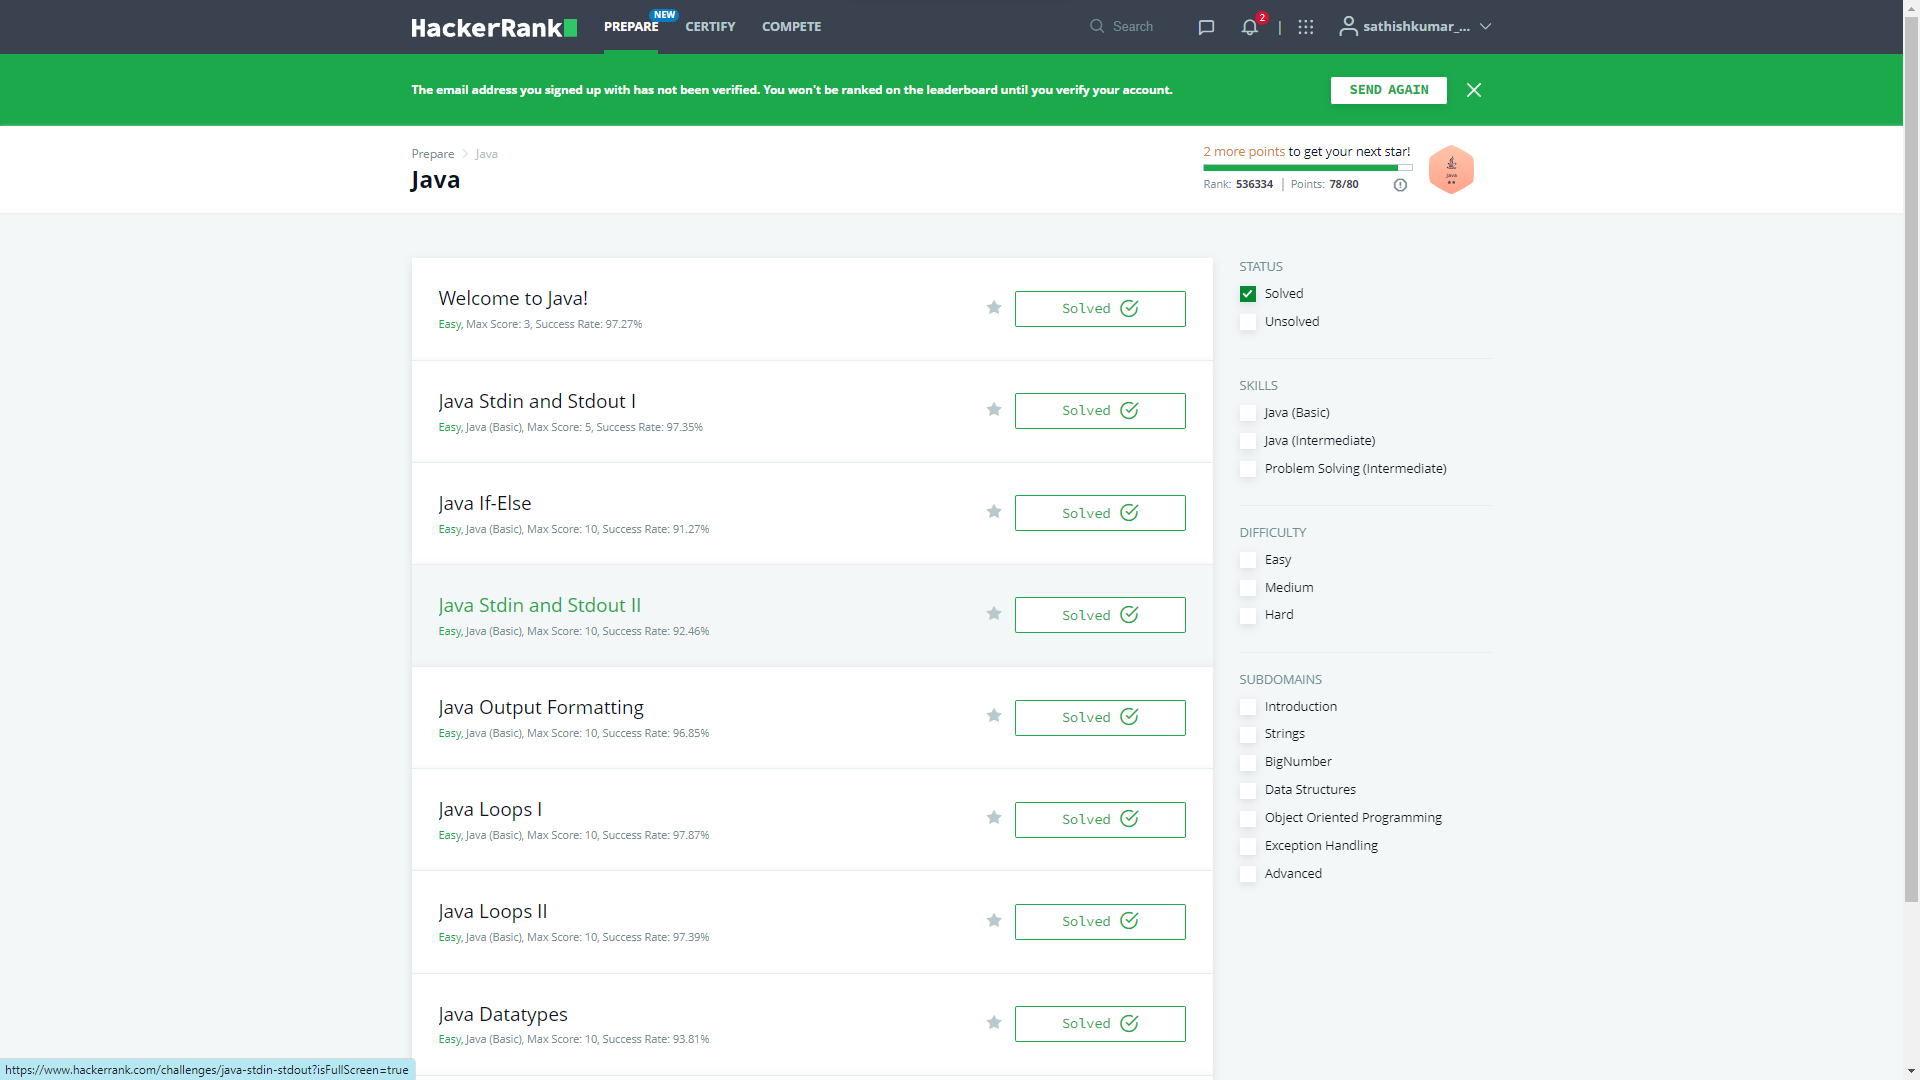 HackerRank
PREPARE
NEW
CERTIFY
COMPETE
Search
2
sathishkumar_...
The email address you signed up with has not been verified. You won't be ranked on the leaderboard until you verify your account.
SEND AGAIN
Prepare
Java
Java
2 more points to get your next star!
Rank: 536334 | Points: 78/80
Java
Welcome to Java!
Easy, Max Score: 3, Success Rate: 97.27%
Solved
Java Stdin and Stdout I
Easy, Java (Basic), Max Score: 5, Success Rate: 97.35%
Solved
Java If-Else
Easy, Java (Basic), Max Score: 10, Success Rate: 91.27%
Solved
Java Stdin and Stdout II
Easy, Java (Basic), Max Score: 10, Success Rate: 92.46%
Solved
Java Output Formatting
Easy, Java (Basic), Max Score: 10, Success Rate: 96.85%
Solved
Java Loops I
Easy, Java (Basic), Max Score: 10, Success Rate: 97.87%
Solved
Java Loops II
Easy, Java (Basic), Max Score: 10, Success Rate: 97.39%
Solved
Java Datatypes
Easy, Java (Basic), Max Score: 10, Success Rate: 93.81%
Solved
STATUS
Solved
Unsolved
SKILLS
Java (Basic)
Java (Intermediate)
Problem Solving (Intermediate)
DIFFICULTY
Easy
Medium
Hard
SUBDOMAINS
Introduction
Strings
BigNumber
Data Structures
Object Oriented Programming
Exception Handling
Advanced
https://www.hackerrank.com/challenges/java-stdin-stdout?isFullScreen=true